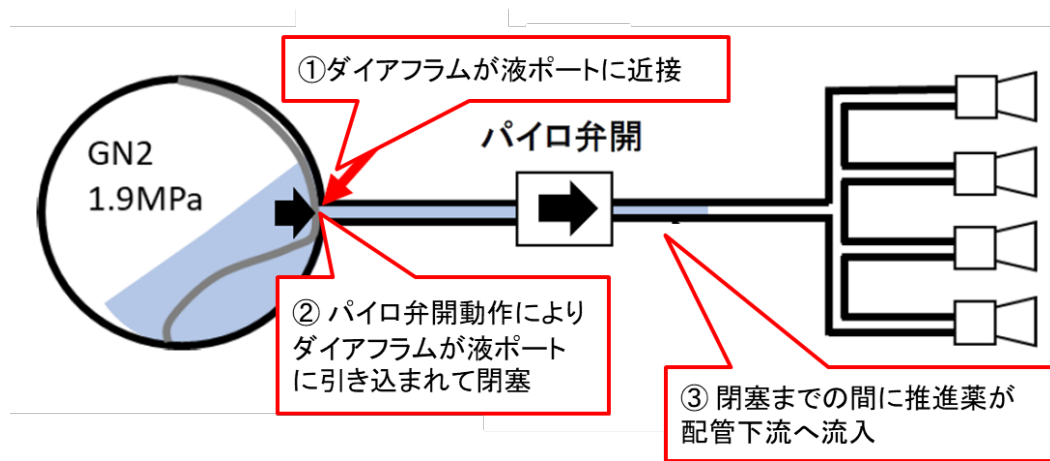 ①ダイアフラムが液ポートに近接
GN2
1.9MPa
パイロ弁開
② パイロ弁開動作により
ダイアフラムが液ポート
に引き込まれて閉塞
③ 閉塞までの間に推進薬が
配管下流へ流入